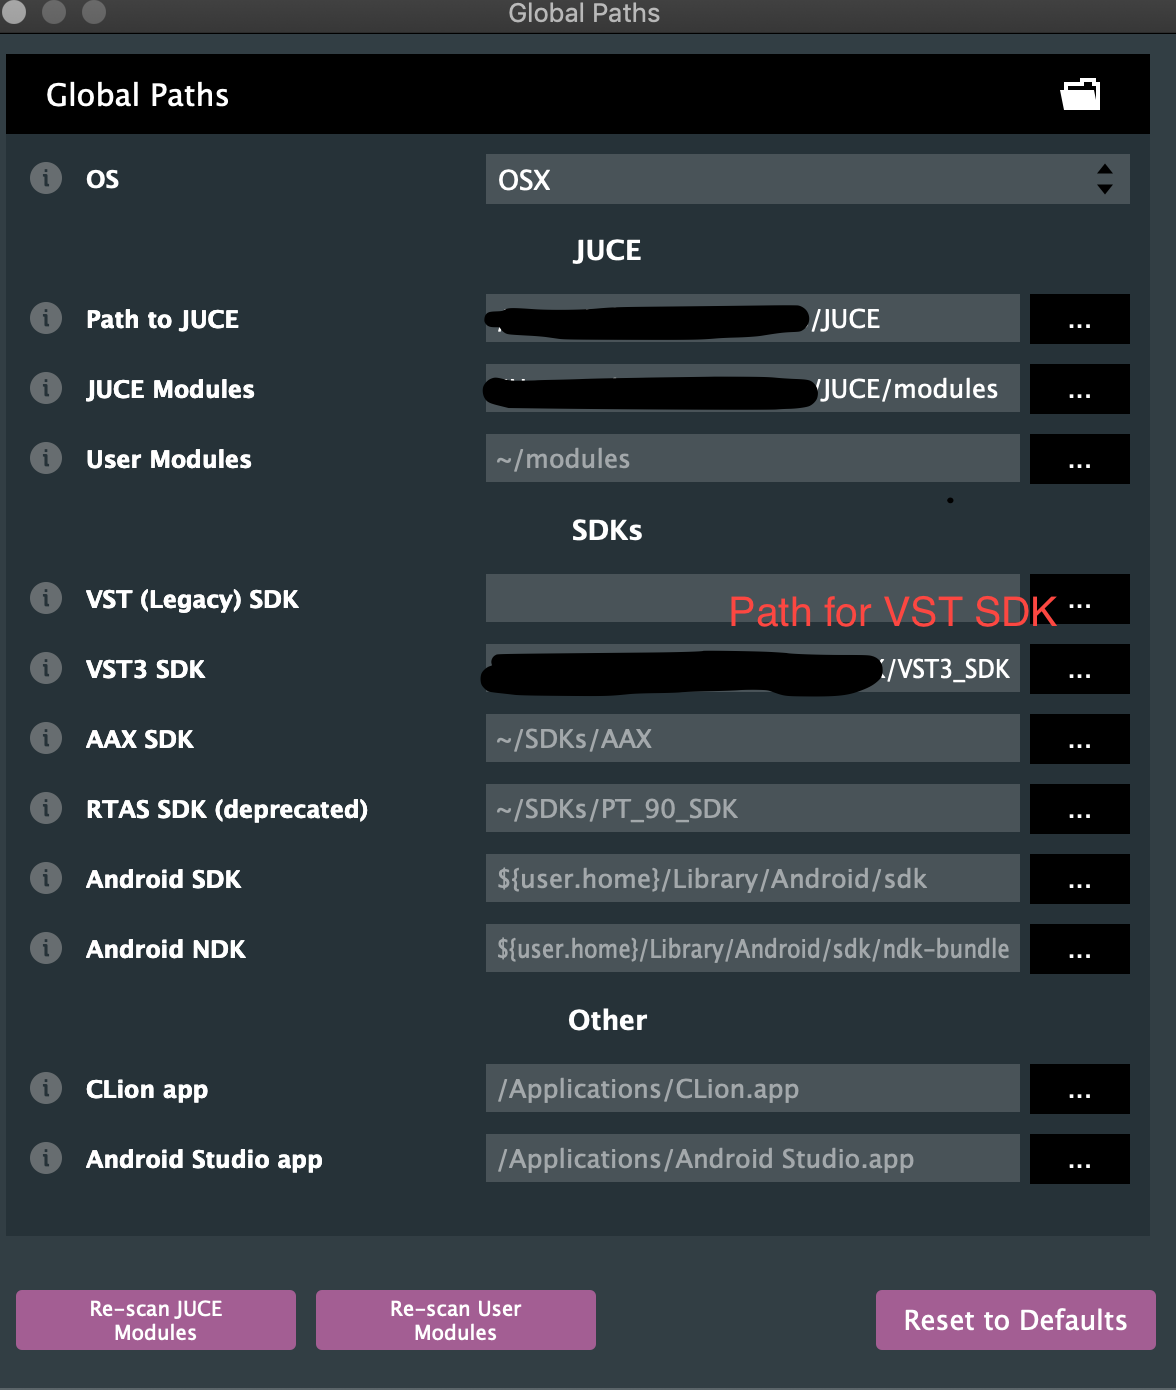 Global Paths
Global Paths
OS OSX
JUCE
Path to JUCE /JUCE ...
JUCE Modules /JUCE/modules ...
User Modules ~/modules ...
SDKs
VST (Legacy) SDK ...
Path for VST SDK
VST3 SDK /VST3_SDK ...
AAX SDK ~/SDKs/AAX ...
RTAS SDK (deprecated) ~/SDKs/PT_90_SDK ...
Android SDK ${user.home}/Library/Android/sdk ...
Android NDK ${user.home}/Library/Android/sdk/ndk-bundle ...
Other
CLion app /Applications/CLion.app ...
Android Studio app /Applications/Android Studio.app ...
Re-scan JUCE
Modules
Re-scan User
Modules
Reset to Defaults